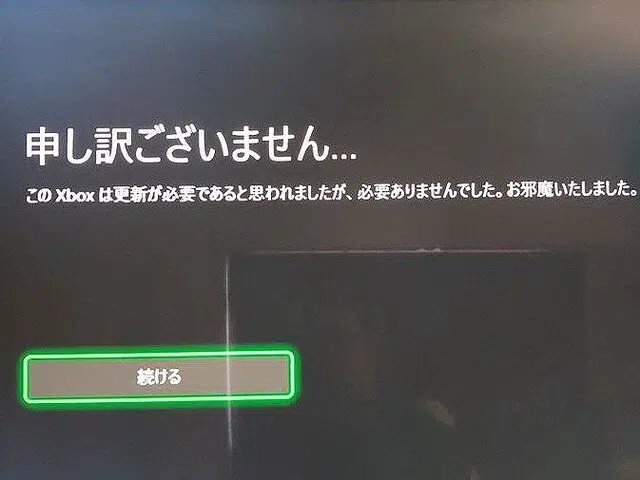 申し訳ございません...
この Xbox は更新が必要であると思われましたが、必要ありませんでした。お邪魔いたしました。
続ける